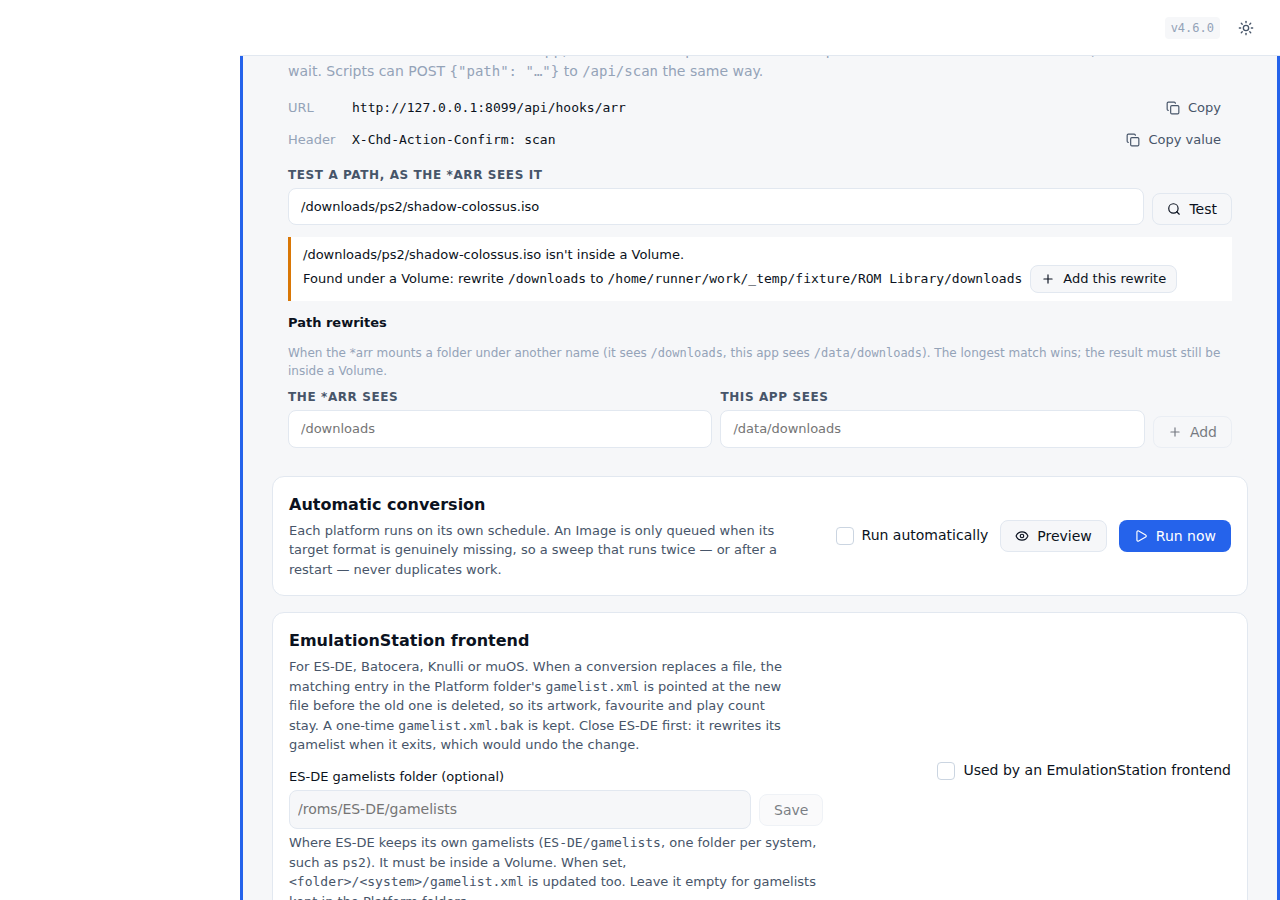 v4.6.0
wait. Scripts can POST {"path": "…"} to /api/scan the same way.
URL http://127.0.0.1:8099/api/hooks/arr Copy
Header X-Chd-Action-Confirm: scan Copy value
TEST A PATH, AS THE *ARR SEES IT
/downloads/ps2/shadow-colossus.iso Test
/downloads/ps2/shadow-colossus.iso isn't inside a Volume.
Found under a Volume: rewrite /downloads to /home/runner/work/_temp/fixture/ROM Library/downloads Add this rewrite
Path rewrites
When the *arr mounts a folder under another name (it sees /downloads, this app sees /data/downloads). The longest match wins; the result must still be
inside a Volume.
THE *ARR SEES THIS APP SEES
/downloads /data/downloads Add
Automatic conversion
Each platform runs on its own schedule. An Image is only queued when its
target format is genuinely missing, so a sweep that runs twice — or after a
restart — never duplicates work.
Run automatically Preview Run now
EmulationStation frontend
For ES-DE, Batocera, Knulli or muOS. When a conversion replaces a file, the
matching entry in the Platform folder's gamelist.xml is pointed at the new
file before the old one is deleted, so its artwork, favourite and play count
stay. A one-time gamelist.xml.bak is kept. Close ES-DE first: it rewrites its
gamelist when it exits, which would undo the change.
Used by an EmulationStation frontend
ES-DE gamelists folder (optional)
/roms/ES-DE/gamelists Save
Where ES-DE keeps its own gamelists (ES-DE/gamelists, one folder per system,
such as ps2). It must be inside a Volume. When set,
<folder>/<system>/gamelist.xml is updated too. Leave it empty for gamelists
kept in the Platform folders.